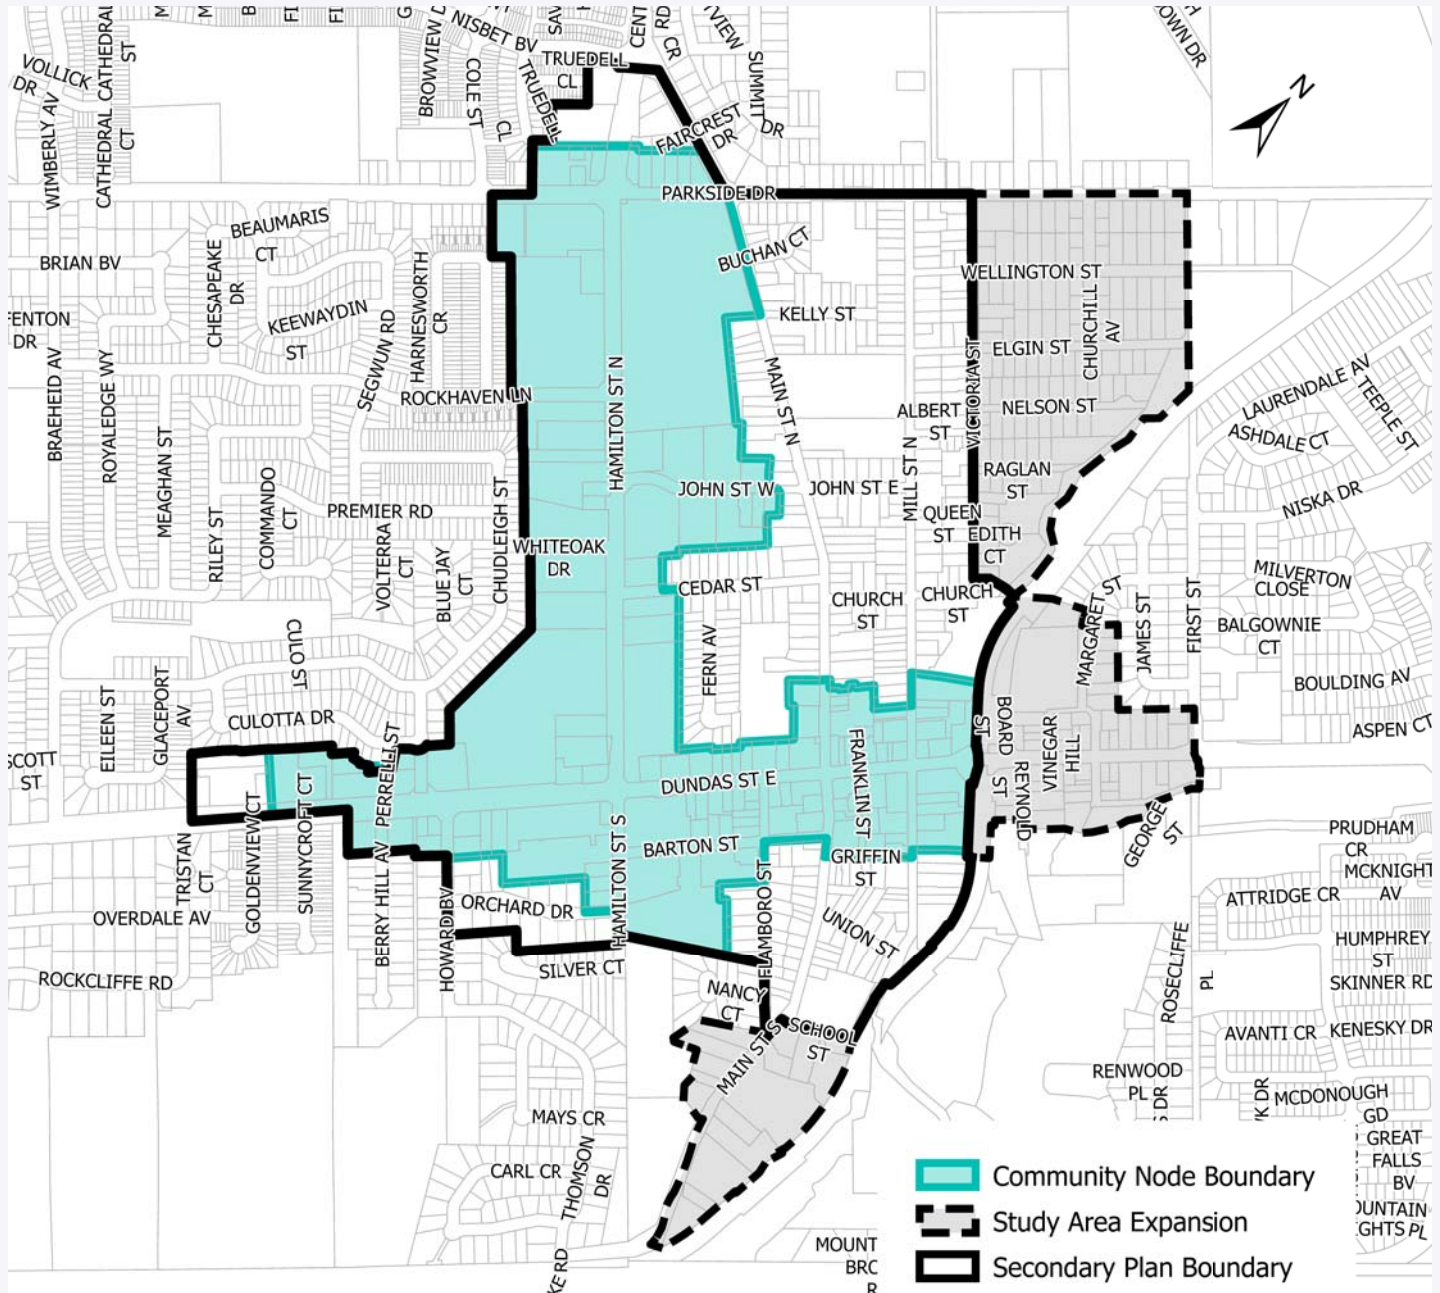 NISBET BV
TRUEDELL
CL
TRUEDELL
SUMMIT
DR
VOLLICK
DR
WIMBERLY AV
CATHEDRAL
CATHEDRAL
ST
CT
BROWVIEW
COLE ST
CL
CR
RD
FAIRCREST
DR
N
PARKSIDE DR
BEAUMARIS
CT
BRIAN BV
CHESAPEAKE
DR
KEEWAYDIN
ST
HARNESWORTH
CR
BUCHAN CT
WELLINGTON ST
KELLY ST
CHURCHILL
AV
ELGIN ST
DR
BRAEHEID AV
ROYALEDGE WY
SEGWUN RD
ROCKHAVEN LN
HAMILTON ST N
MAIN ST N
ALBERT
ST
VICTORIA ST
NELSON ST
LAURENDALE AV
TEEPLE ST
ASHDALE CT
MEAGHAN ST
RILEY ST
COMMANDO
CT
PREMIER RD
CHUDLEIGH ST
JOHN ST W
JOHN ST E
MILL ST N
RAGLAN
ST
NISKA DR
QUEEN
ST
EDITH
CT
VOLTERRA
CT
BLUE JAY
CT
WHITEOAK
DR
CEDAR ST
CHURCH
ST
CHURCH
ST
MARGARET
ST
JAMES ST
FIRST ST
MILVERTON
CLOSE
BALGOWNIE
CT
CULO ST
FERN AV
BOULDING AV
ASPEN CT
EILEEN ST
GLACEPORT
AV
CULOTTA DR
PERRELLI ST
SCOTT
ST
BOARD
ST
VINEGAR
HILL
REYNOLD
ST
DUNDAS ST E
FRANKLIN ST
GEORGE
ST
TRISTAN
CT
GOLDENVIEW CT
SUNNYCROFT CT
BERRY HILL AV
BARTON ST
HAMILTON ST S
GRIFFIN
ST
PRUDHAM
CR
MCKNIGHT
AV
ATTRIDGE CR
OVERDALE AV
HOWARD BV
ORCHARD DR
FLAMBORO ST
UNION ST
HUMPHREY
ST
SKINNER RD
ROCKCLIFFE RD
SILVER CT
NANCY
CT
ROSECLIFFE
PL
MAIN ST S
SCHOOL
ST
AVANTI CR
KENESKY DR
RENWOOD
PL
DR
MCDONOUGH
GD
MAYS CR
CARL CR
THOMSON
DR
GREAT
FALLS
BV
PL
MOUNT
Community Node Boundary
Study Area Expansion
Secondary Plan Boundary